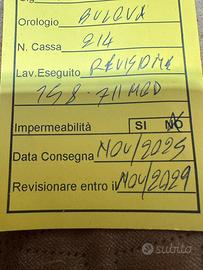 Orologio BULOVA
N. Cassa 214
Lav. Eseguito REVISIONE
Impermeabilità SI NO
Data Consegna NOV/2025
Revisionare entro il NOV/2029
subito